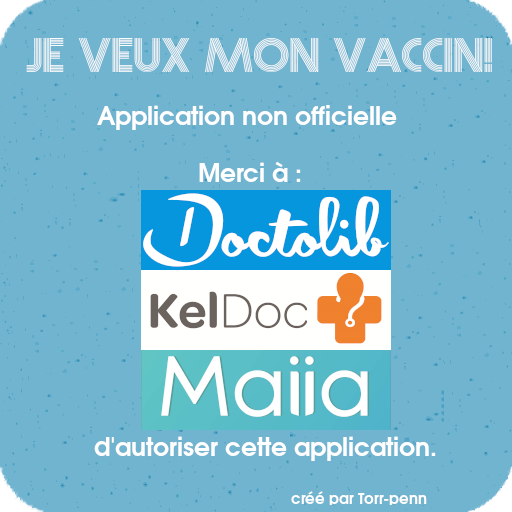 JE VEUX MON VACCIN!
Application non officielle
Merci à :
Doctolib
KelDoc
Maiia
d'autoriser cette application.
créé par Torr-penn